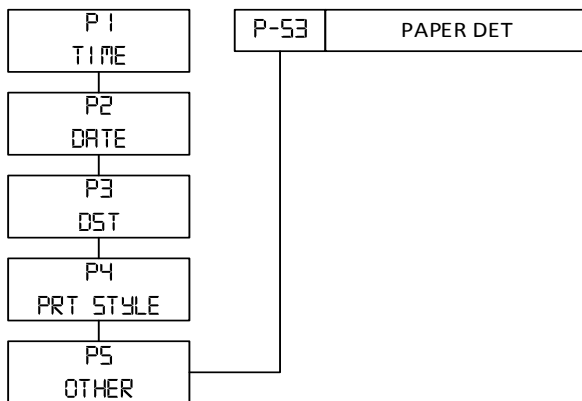 P1
TIME
P2
DATE
P3
DST
P4
PRT STYLE
P5
OTHER
P-53 PAPER DET